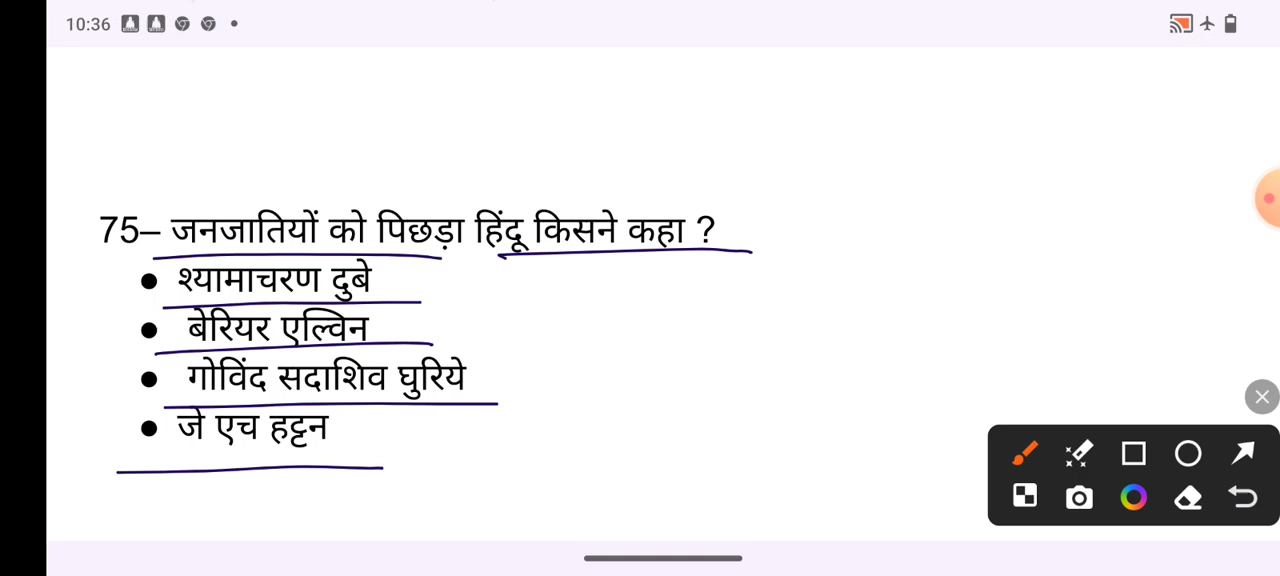 10:36
75– जनजातियों को पिछड़ा हिंदू किसने कहा ?
● श्यामाचरण दुबे
● बेरियर एल्विन
● गोविंद सदाशिव घुरिये
● जे एच हट्टन